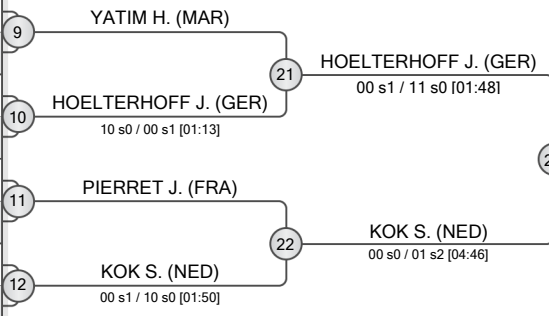 9
YATIM H. (MAR)
21
HOELTERHOFF J. (GER)
00 s1 / 11 s0 [01:48]
10
HOELTERHOFF J. (GER)
10 s0 / 00 s1 [01:13]
11
PIERRET J. (FRA)
22
KOK S. (NED)
00 s0 / 01 s2 [04:46]
12
KOK S. (NED)
00 s1 / 10 s0 [01:50]